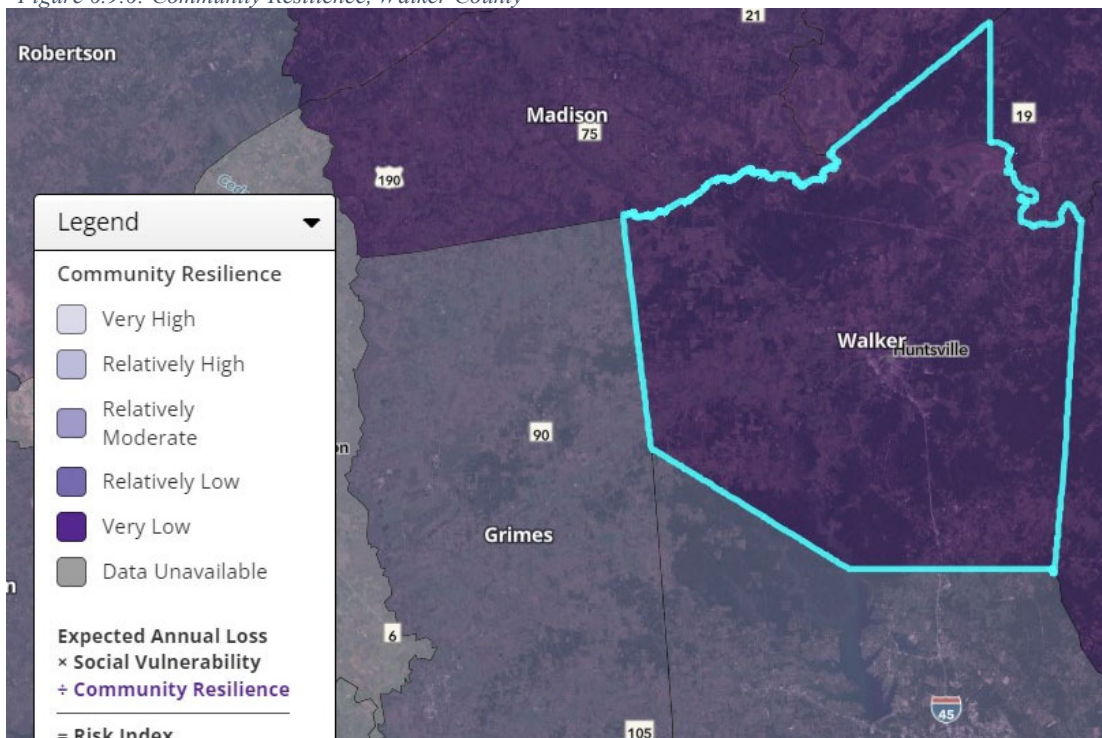 Figure 6.9.6: Community Resilience, Walker County
21
Robertson
Madison
75
19
190
Legend
Community Resilience
Very High
Relatively High
Relatively
Moderate
Relatively Low
Very Low
Data Unavailable
Expected Annual Loss
× Social Vulnerability
÷ Community Resilience
= Risk Index
Walker
Huntsville
90
on
Grimes
n
6
45
105